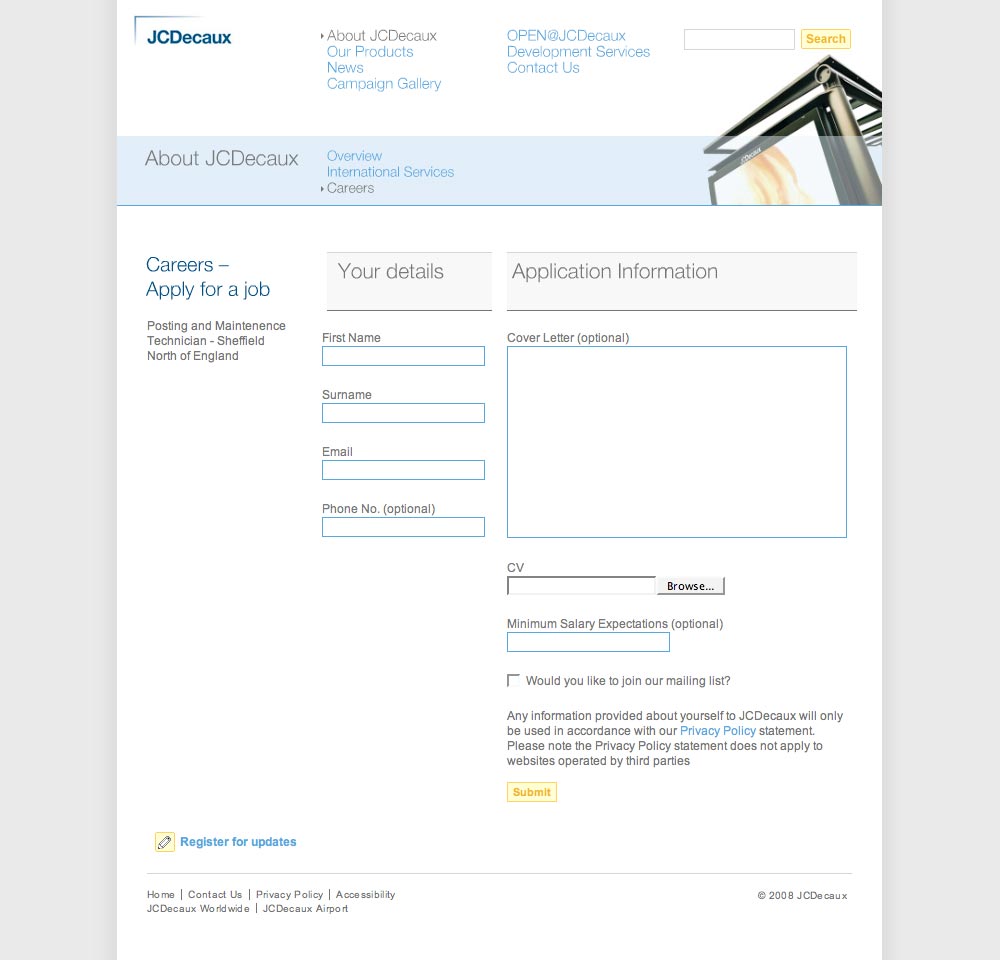 JCDecaux
About JCDecaux
Our Products
News
Campaign Gallery
OPEN@JCDecaux
Development Services
Contact Us
Search
About JCDecaux
Overview
International Services
Careers
JCDecaux
Careers –
Apply for a job
Posting and Maintenence
Technician - Sheffield
North of England
Your details
First Name
Surname
Email
Phone No. (optional)
Application Information
Cover Letter (optional)
CV
Browse...
Minimum Salary Expectations (optional)
Would you like to join our mailing list?
Any information provided about yourself to JCDecaux will only
be used in accordance with our Privacy Policy statement.
Please note the Privacy Policy statement does not apply to
websites operated by third parties
Submit
Register for updates
Home | Contact Us | Privacy Policy | Accessibility
JCDecaux Worldwide | JCDecaux Airport
© 2008 JCDecaux